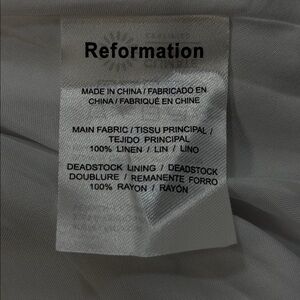 Reformation
MADE IN CHINA / FABRICADO EN
CHINA / FABRIQUÉ EN CHINE
MAIN FABRIC / TISSU PRINCIPAL /
TEJIDO PRINCIPAL
100% LINEN / LIN / LINO
DEADSTOCK LINING / DEADSTOCK
DOUBLURE / REMANENTE FORRO
100% RAYON / RAYÓN